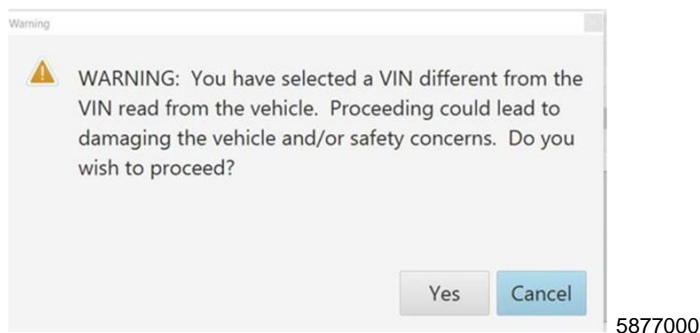 Warning
WARNING: You have selected a VIN different from the
VIN read from the vehicle. Proceeding could lead to
damaging the vehicle and/or safety concerns. Do you
wish to proceed?
Yes Cancel
5877000